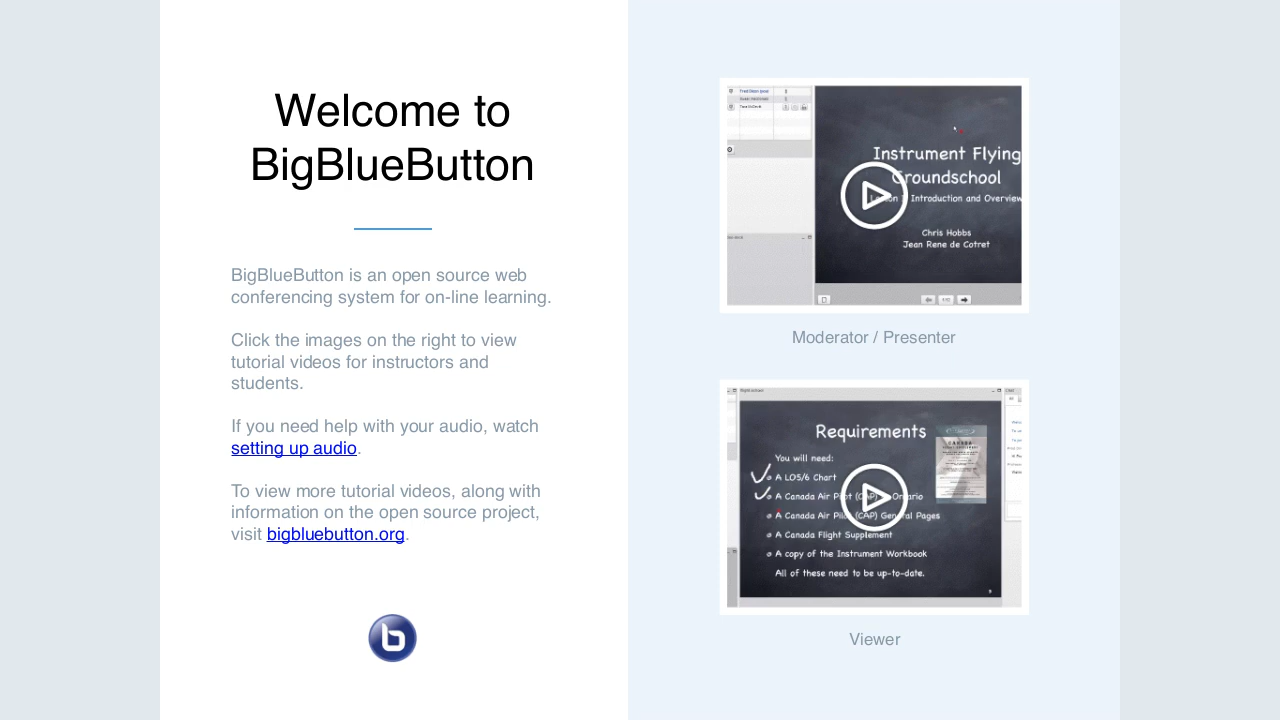 Welcome to
BigBlueButton
BigBlueButton is an open source web
conferencing system for on-line learning.
Click the images on the right to view
tutorial videos for instructors and
students.
If you need help with your audio, watch
setting up audio.
To view more tutorial videos, along with
information on the open source project,
visit bigbluebutton.org.
b
Instrument Flying
Groundschool
Introduction and Overview
Chris Hobbs
Jean Rene de Cotret
Moderator / Presenter
Requirements
You will need:
A LO5/6 Chart
A Canada Air Pilot (CAP) Ontario
A Canada Air Pilot (CAP) General Pages
A Canada Flight Supplement
A copy of the Instrument Workbook
All of these need to be up-to-date.
CANADA
Viewer